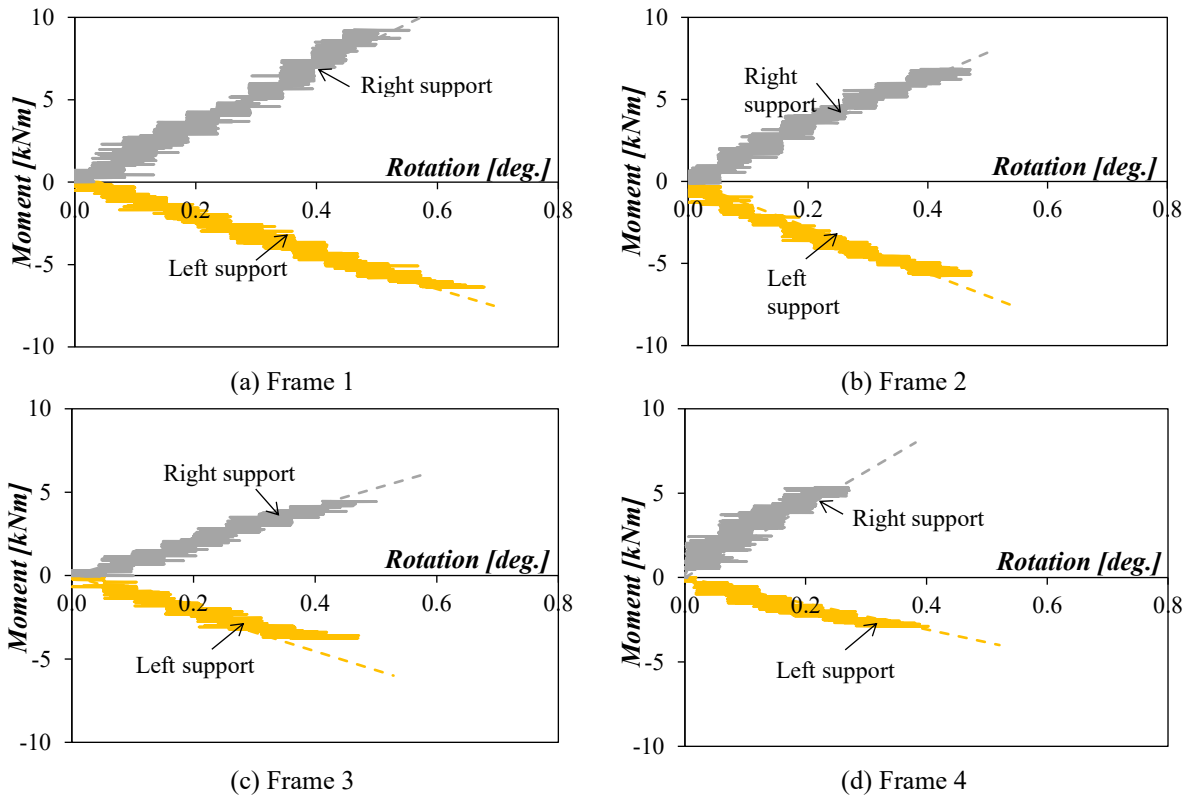 10
5
0
-5
-10
Moment [kNm]
Right support
Rotation [deg.]
0.0
0.2
0.4
0.6
0.8
Left support
(a) Frame 1
10
5
0
-5
-10
Moment [kNm]
Right
support
Rotation [deg.]
0.0
0.2
0.4
0.6
0.8
Left
support
(b) Frame 2
10
5
0
-5
-10
Moment [kNm]
Right support
Rotation [deg.]
0.0
0.2
0.4
0.6
0.8
Left support
(c) Frame 3
10
5
0
-5
-10
Moment [kNm]
Right support
Rotation [deg.]
0.0
0.2
0.4
0.6
0.8
Left support
(d) Frame 4